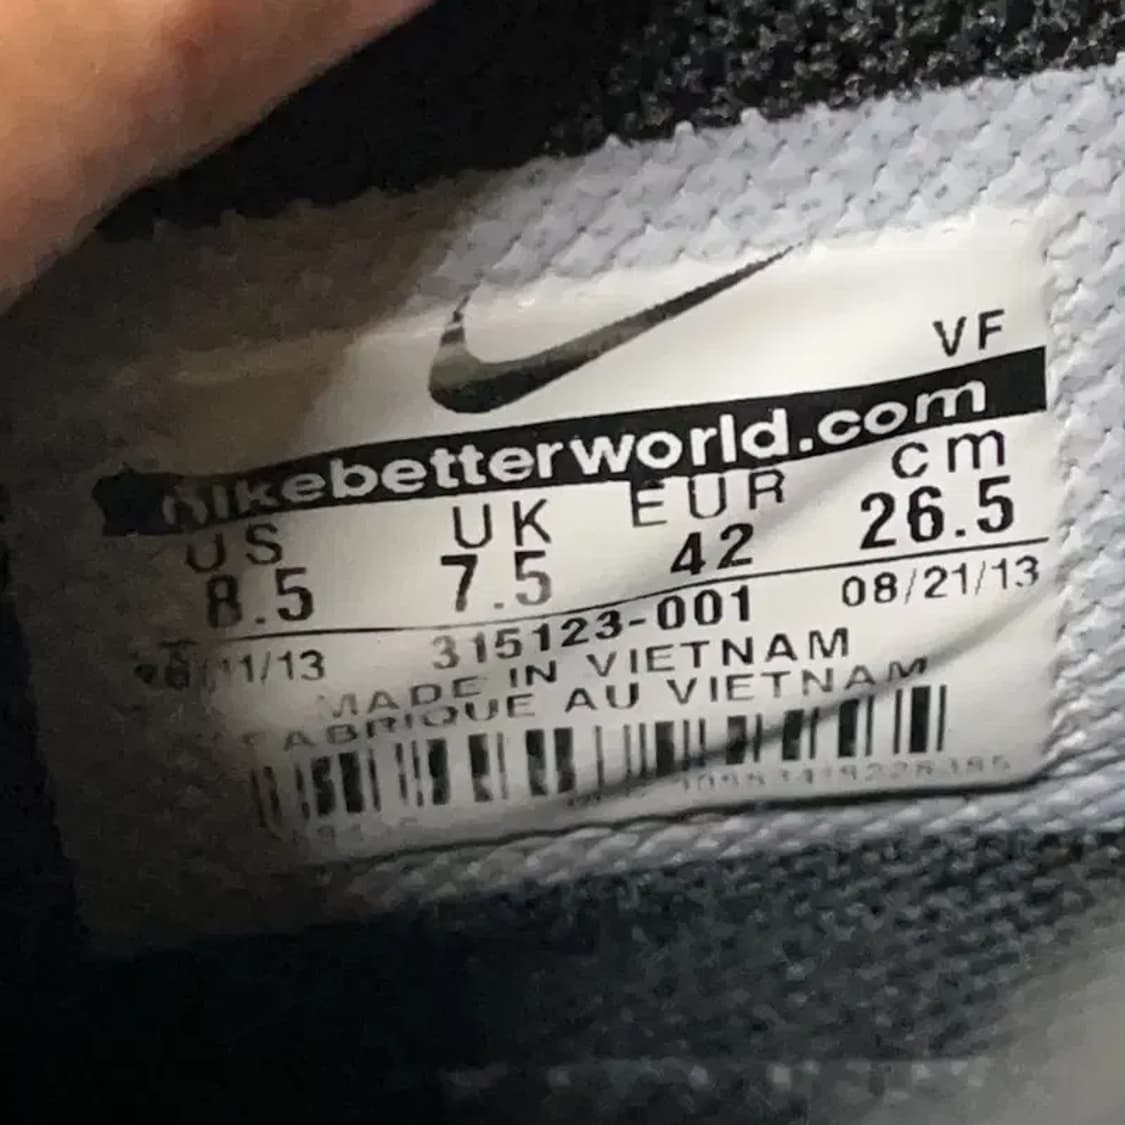 VF
nikebetterworld.com
US UK EUR cm
8.5 7.5 42 26.5
315123-001 08/21/13
MADE IN VIETNAM
FABRIQUE AU VIETNAM